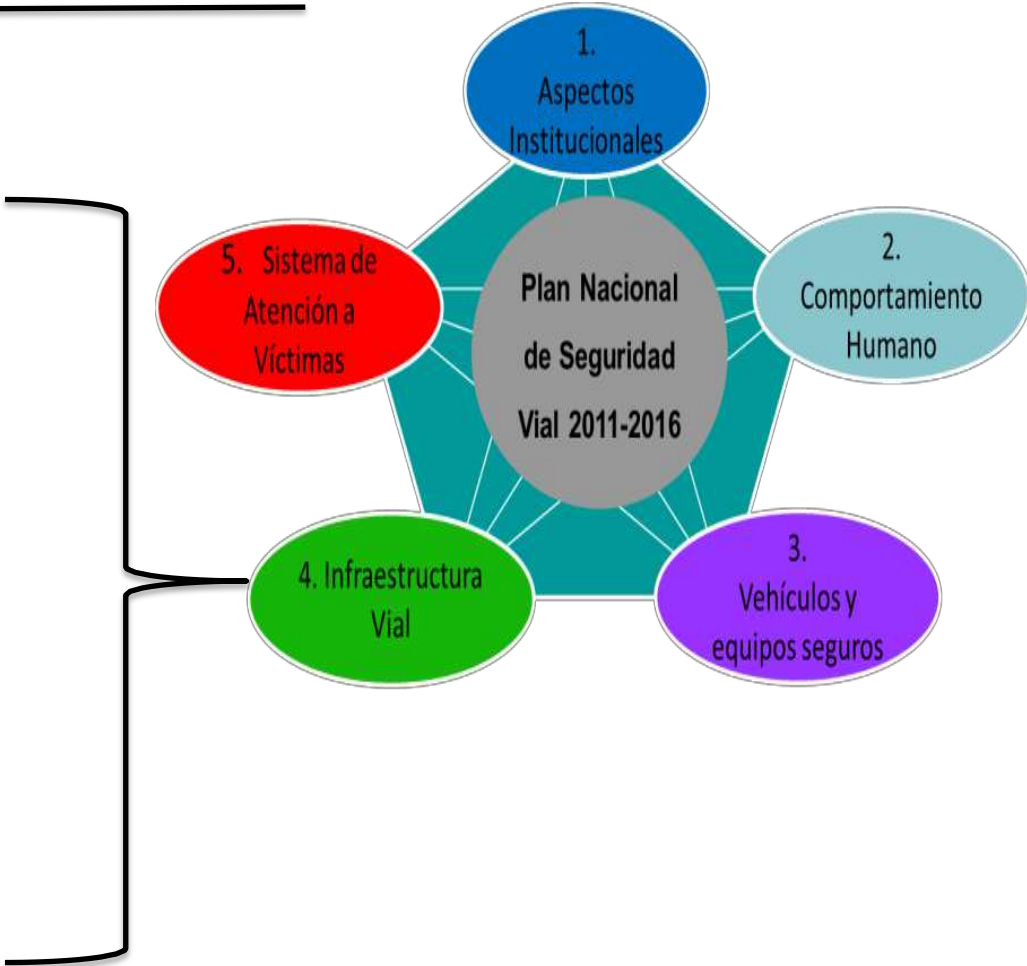 1.
Aspectos
Institucionales
2.
Comportamiento
Humano
3.
Vehículos y
equipos seguros
4. Infraestructura
Vial
5. Sistema de
Atención a
Víctimas
Plan Nacional
de Seguridad
Vial 2011-2016